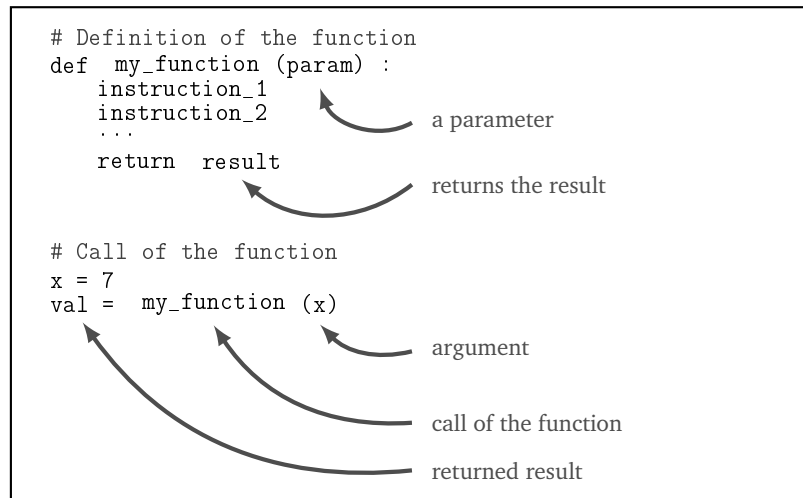 # Definition of the function
def my_function (param) :
instruction_1
instruction_2
...
a parameter
return result
returns the result
# Call of the function
x = 7
val = my_function (x)
argument
call of the function
returned result